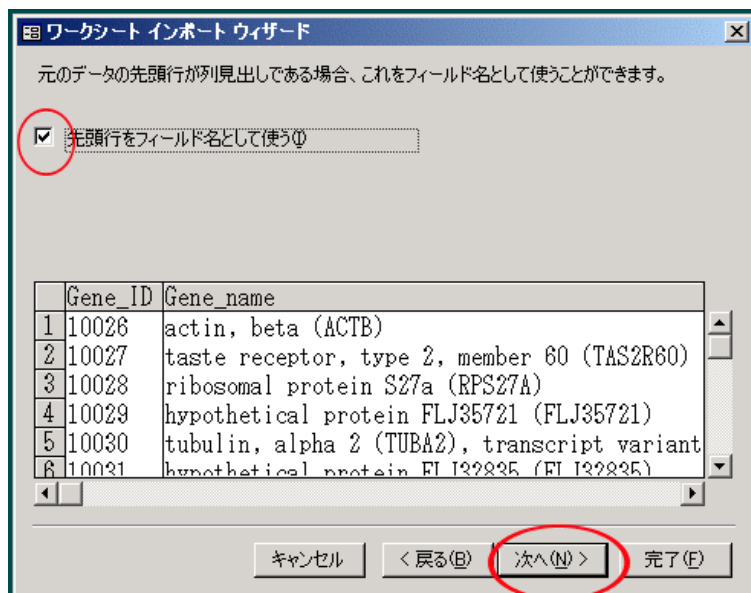 ワークシート インポート ウィザード
元のデータの先頭行が列見出しである場合、これをフィールド名として使うことができます。
先頭行をフィールド名として使う(I)
Gene_ID Gene_name
1 10026 actin, beta (ACTB)
2 10027 taste receptor, type 2, member 60 (TAS2R60)
3 10028 ribosomal protein S27a (RPS27A)
4 10029 hypothetical protein FLJ35721 (FLJ35721)
5 10030 tubulin, alpha 2 (TUBA2), transcript variant
6 10031 hypothetical protein FLJ32835 (FLJ32835)
キャンセル < 戻る(B) 次へ(N) > 完了(F)